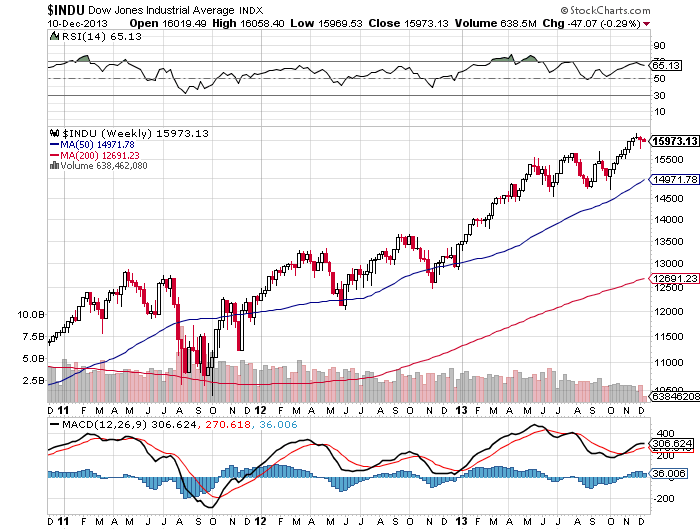 $INDU Dow Jones Industrial Average INDX © StockCharts.com
10-Dec-2013 Open 16019.49 High 16058.40 Low 15969.53 Close 15973.13 Volume 638.5M Chg -47.07 (-0.29%)
RSI(14) 65.13
90
70
65.13
50
30
10
$INDU (Weekly) 15973.13
MA(50) 14971.78
MA(200) 12691.23
Volume 638,462,080
15973.13
15500
14971.78
14500
14000
13500
13000
12691.23
12500
12000
11500
11000
10500
63846208
10.0B
7.5B
5.0B
2.5B
D 11 M A M J J A S O N D 12 F M A M J J A S O N D 13 M A M J J A S O N D
MACD(12,26,9) 306.624, 270.618, 36.006
400
306.624
200
36.006
-200
D 11 M A M J J A S O N D 12 F M A M J J A S O N D 13 M A M J J A S O N D